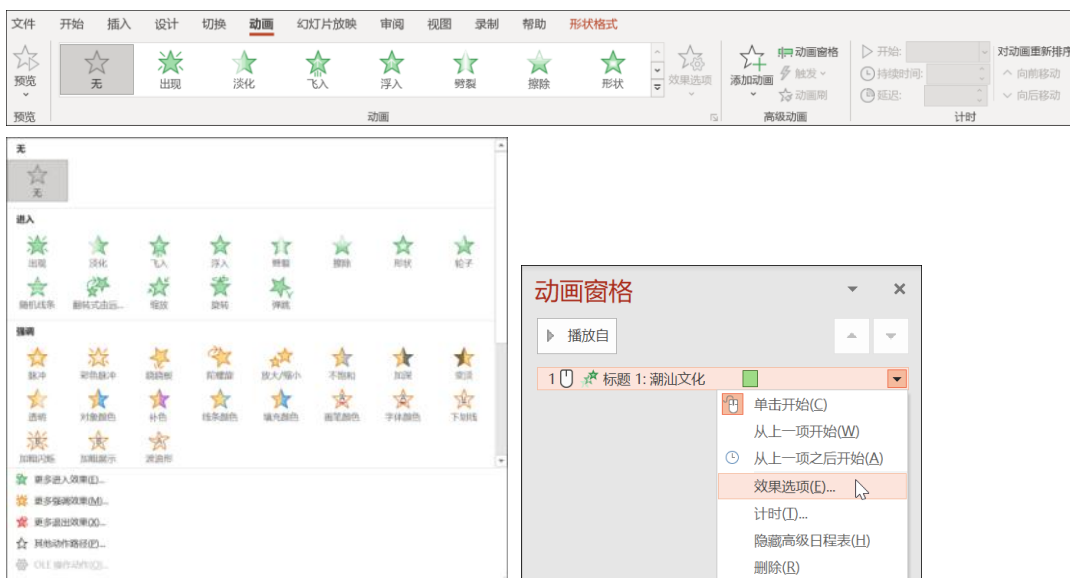 文件 开始 插入 设计 切换 动画 幻灯片放映 审阅 视图 录制 帮助 形状格式
预览 无 出现 淡化 飞入 浮入 劈裂 擦除 形状 效果选项 添加动画 动画窗格 触发 动画刷 开始: 持续时间: 延迟: 对动画重新排序 向前移动 向后移动
预览 动画 高级动画 计时
无
无
进入
出现 淡化 飞入 浮入 劈裂 擦除 形状 轮子
随机线条 翻转式由远... 缩放 旋转 弹跳
强调
脉冲 彩色脉冲 跷跷板 陀螺旋 放大/缩小 不饱和 加深 变淡
透明 对象颜色 补色 线条颜色 填充颜色 画笔颜色 字体颜色 下划线
加粗闪烁 加粗展示 波浪形
更多进入效果(E)...
更多强调效果(M)...
更多退出效果(X)...
其他动作路径(P)...
OLE 操作动作(O)...
动画窗格
播放自
1 标题 1: 潮汕文化
单击开始(C)
从上一项开始(W)
从上一项之后开始(A)
效果选项(E)...
计时(T)...
隐藏高级日程表(H)
删除(R)